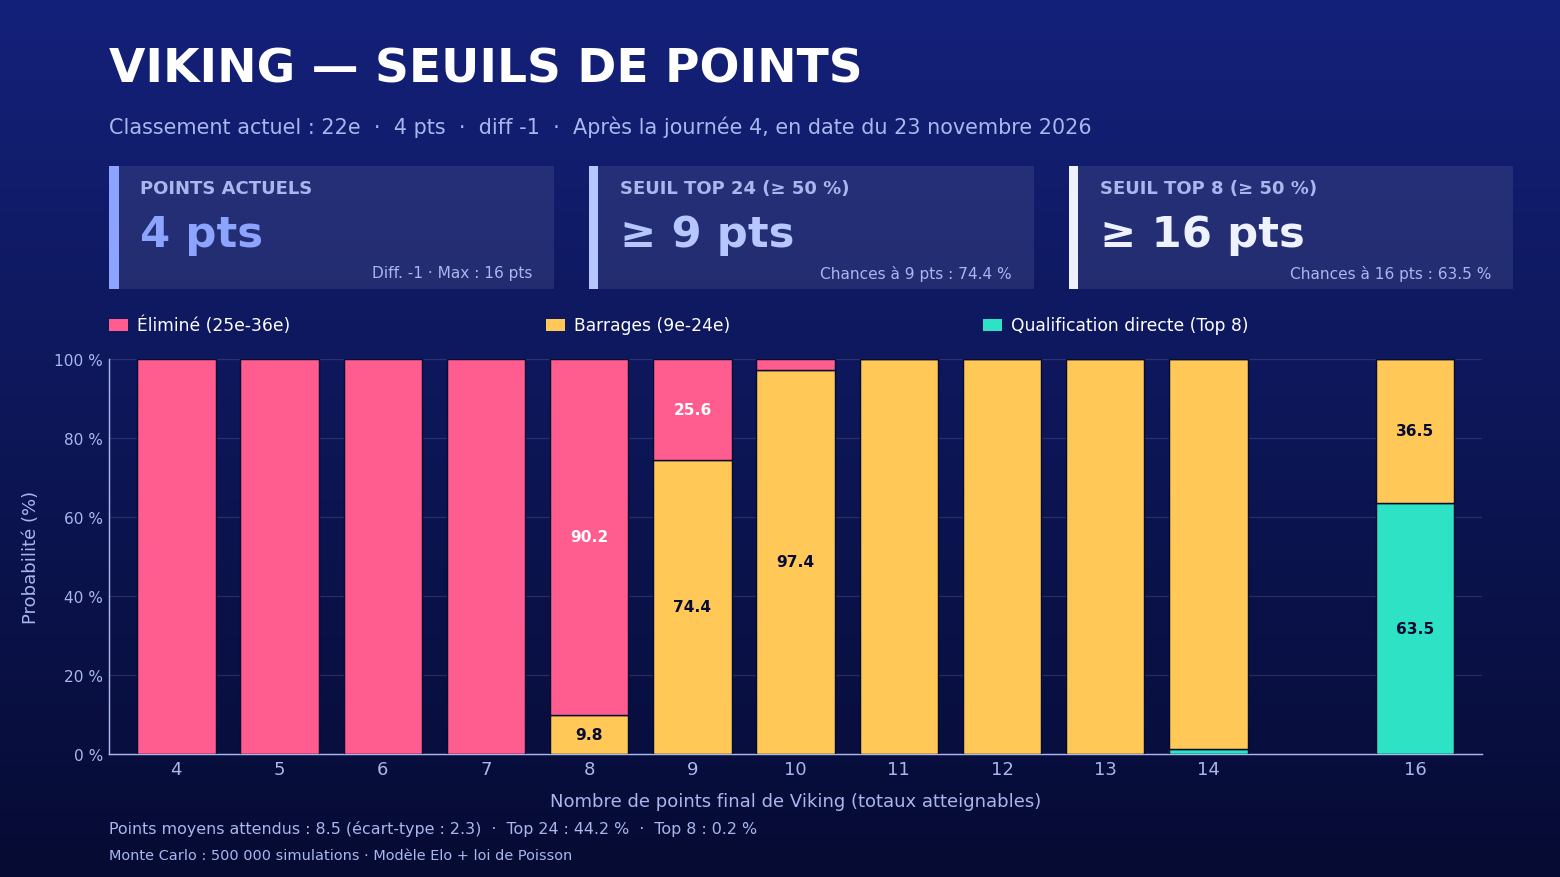 VIKING — SEUILS DE POINTS
Classement actuel : 22e · 4 pts · diff -1 · Après la journée 4, en date du 23 novembre 2026
POINTS ACTUELS
4 pts
Diff. -1 · Max : 16 pts
SEUIL TOP 24 (≥ 50 %)
≥ 9 pts
Chances à 9 pts : 74.4 %
SEUIL TOP 8 (≥ 50 %)
≥ 16 pts
Chances à 16 pts : 63.5 %
Éliminé (25e-36e)
Barrages (9e-24e)
Qualification directe (Top 8)
Probabilité (%)
100 %
80 %
60 %
40 %
20 %
0 %
90.2
9.8
25.6
74.4
97.4
36.5
63.5
4 5 6 7 8 9 10 11 12 13 14 16
Nombre de points final de Viking (totaux atteignables)
Points moyens attendus : 8.5 (écart-type : 2.3) · Top 24 : 44.2 % · Top 8 : 0.2 %
Monte Carlo : 500 000 simulations · Modèle Elo + loi de Poisson